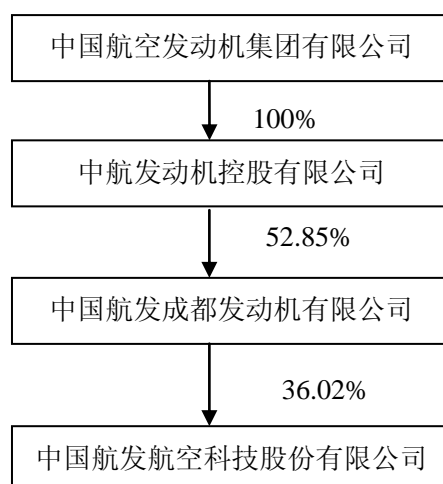 中国航空发动机集团有限公司
100%
中航发动机控股有限公司
52.85%
中国航发成都发动机有限公司
36.02%
中国航发航空科技股份有限公司